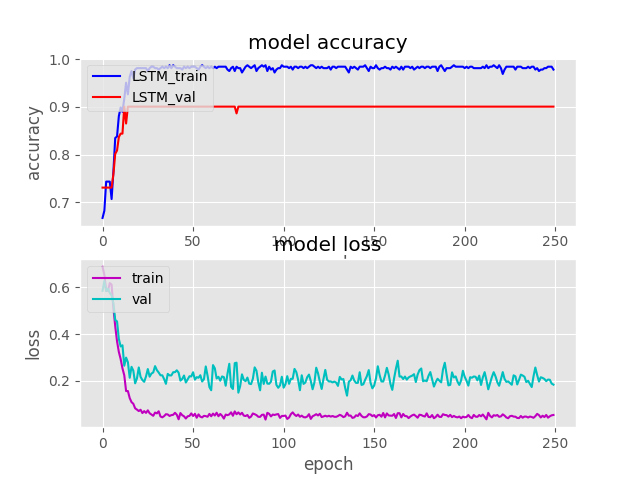 model accuracy
accuracy
1.0
0.9
0.8
0.7
LSTM_train
LSTM_val
0 50 100 150 200 250
model loss
loss
0.6
0.4
0.2
train
val
0 50 100 150 200 250
epoch